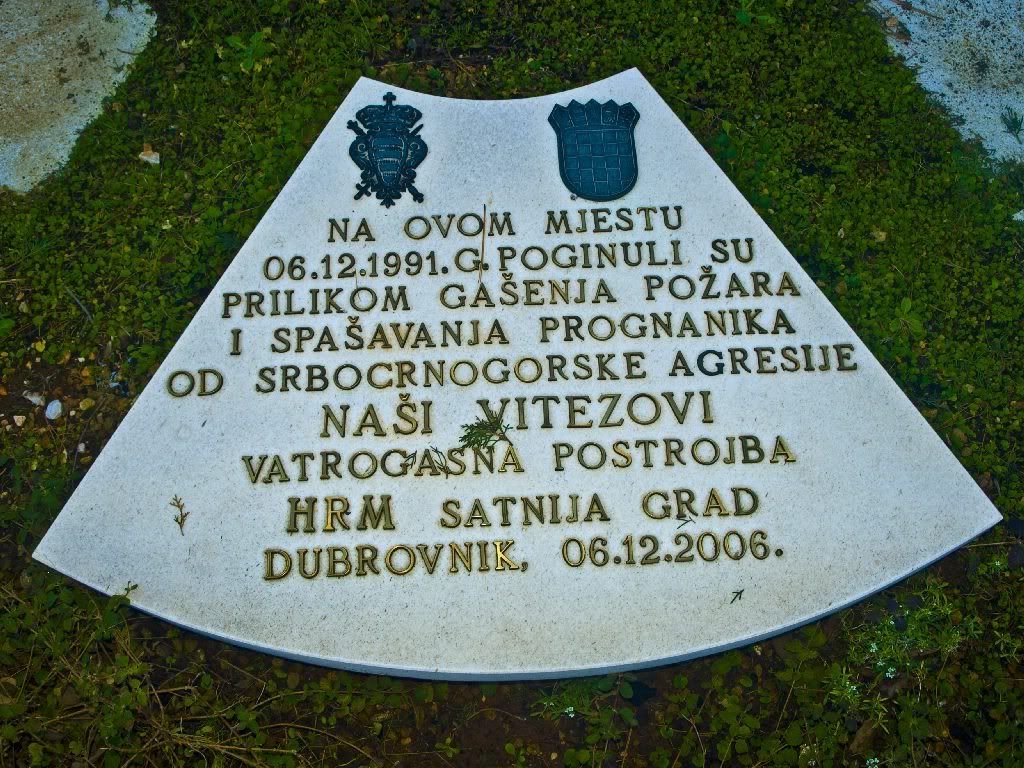 NA OVOM MJESTU
06.12.1991.G.POGINULI SU
PRILIKOM GAŠENJA POŽARA
I SPAŠAVANJA PROGNANIKA
OD SRBOCRNOGORSKE AGRESIJE
NAŠI VITEZOVI
VATROGASNA POSTROJBA
HRM SATNIJA GRAD
DUBROVNIK, 06.12.2006.